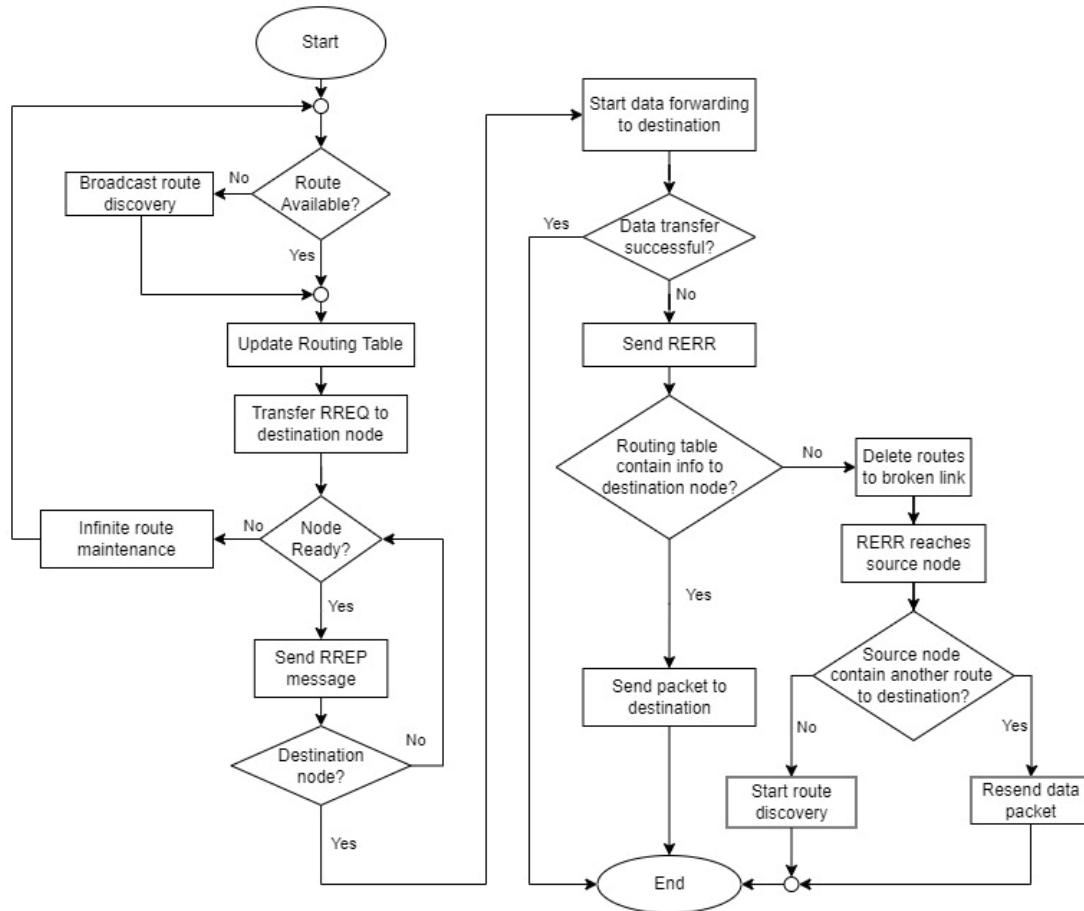 Start
Route
Available?
No
Broadcast route
discovery
Yes
Update Routing Table
Transfer RREQ to
destination node
Node
Ready?
No
Infinite route
maintenance
Yes
Send RREP
message
Destination
node?
No
Yes
Start data forwarding
to destination
Data transfer
successful?
Yes
No
Send RERR
Routing table
contain info to
destination node?
No
Delete routes
to broken link
RERR reaches
source node
Yes
Send packet to
destination
Source node
contain another route
to destination?
No
Yes
Start route
discovery
Resend data
packet
End